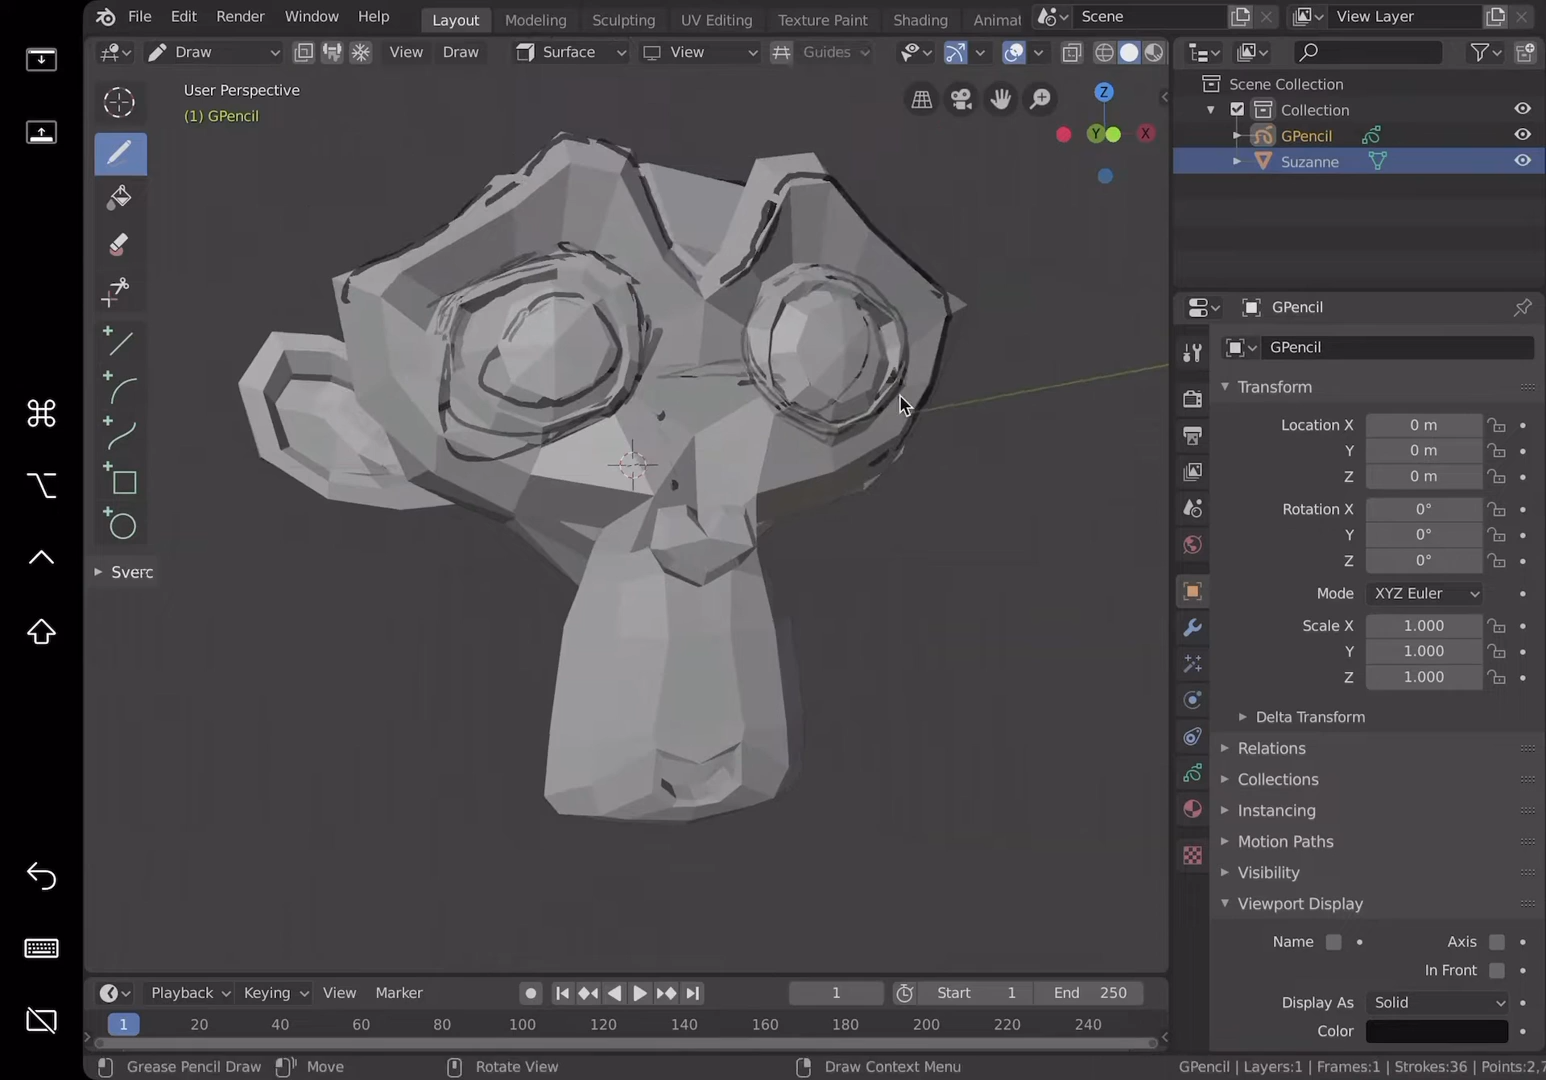 File Edit Render Window Help Layout Modeling Sculpting UV Editing Texture Paint Shading Animat Scene View Layer
Draw View Draw Surface View Guides
User Perspective
(1) GPencil
Z
Y X
Sverc
Scene Collection
Collection
GPencil
Suzanne
GPencil
GPencil
Transform
Location X 0 m
Y 0 m
Z 0 m
Rotation X 0°
Y 0°
Z 0°
Mode XYZ Euler
Scale X 1.000
Y 1.000
Z 1.000
Delta Transform
Relations
Collections
Instancing
Motion Paths
Visibility
Viewport Display
Name Axis
In Front
Display As Solid
Color
Playback Keying View Marker 1 Start 1 End 250
1 20 40 60 80 100 120 140 160 180 200 220 240
Grease Pencil Draw Move Rotate View Draw Context Menu GPencil | Layers:1 | Frames:1 | Strokes:36 | Points:2,